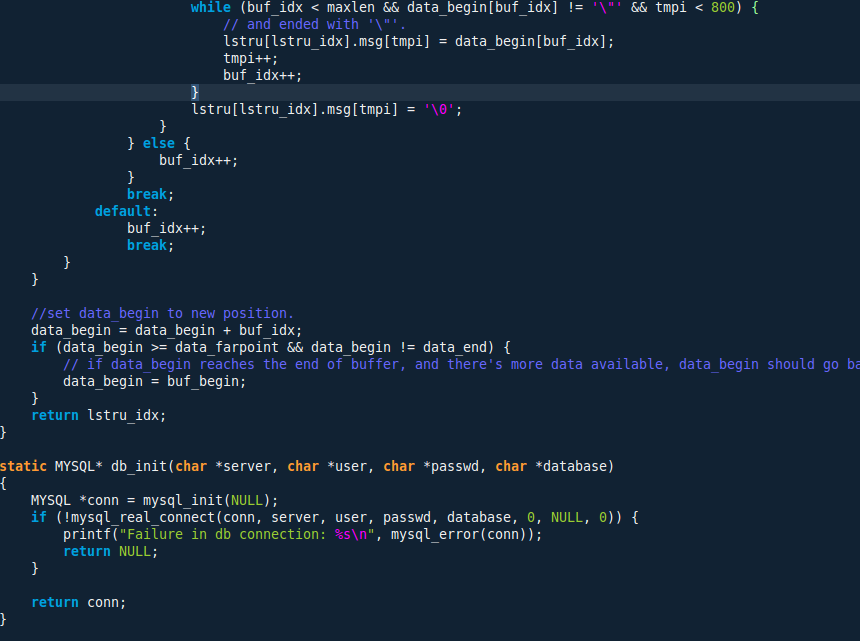 while (buf_idx < maxlen && data_begin[buf_idx] != '\"' && tmpi < 800) {
// and ended with '\"'.
lstru[lstru_idx].msg[tmpi] = data_begin[buf_idx];
tmpi++;
buf_idx++;
}
lstru[lstru_idx].msg[tmpi] = '\0';
}
} else {
buf_idx++;
}
break;
default:
buf_idx++;
break;
}
}
//set data_begin to new position.
data_begin = data_begin + buf_idx;
if (data_begin >= data_farpoint && data_begin != data_end) {
// if data_begin reaches the end of buffer, and there's more data available, data_begin should go ba
data_begin = buf_begin;
}
return lstru_idx;
}
static MYSQL* db_init(char *server, char *user, char *passwd, char *database)
{
MYSQL *conn = mysql_init(NULL);
if (!mysql_real_connect(conn, server, user, passwd, database, 0, NULL, 0)) {
printf("Failure in db connection: %s\n", mysql_error(conn));
return NULL;
}
return conn;
}